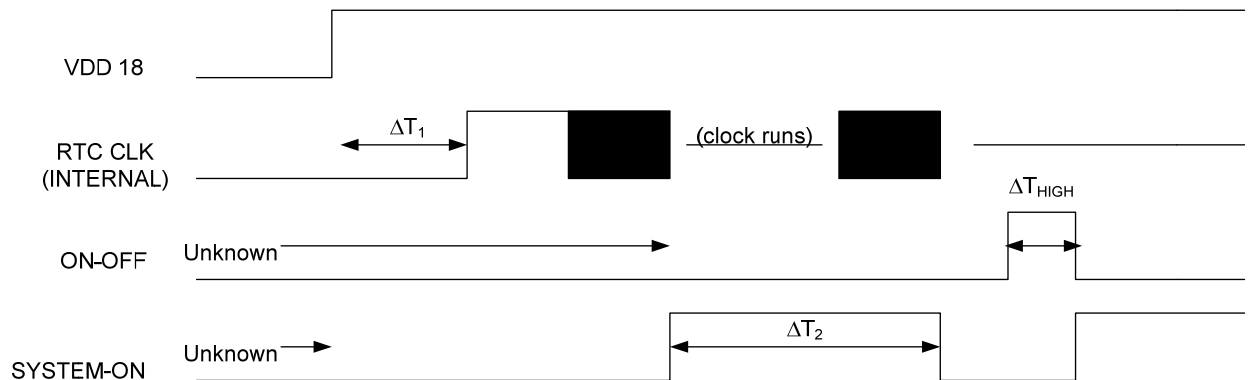 VDD 18
RTC CLK
(INTERNAL)
ΔT1
(clock runs)
ΔTHIGH
ON-OFF
Unknown
SYSTEM-ON
Unknown
ΔT2